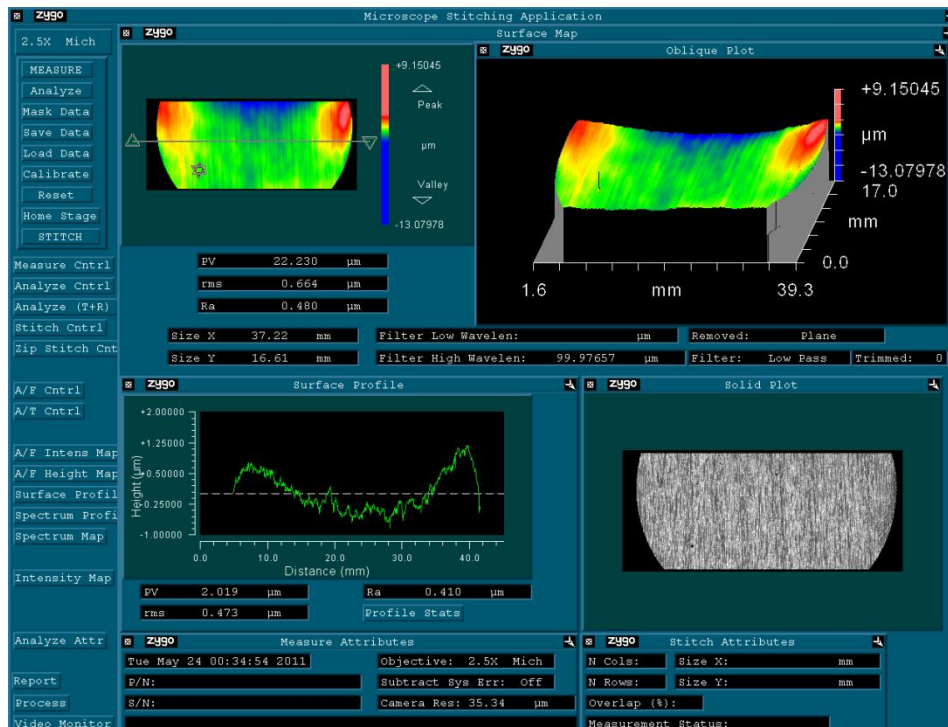 zygo Microscope Stitching Application
2.5X Mich
MEASURE
Analyze
Mask Data
Save Data
Load Data
Calibrate
Reset
Home Stage
STITCH
Measure Cntrl
Analyze Cntrl
Analyze (T+R)
Stitch Cntrl
Zip Stitch Cnt
A/F Cntrl
A/T Cntrl
A/F Intens Map
A/F Height Map
Surface Profil
Spectrum Profi
Spectrum Map
Intensity Map
Analyze Attr
Report
Process
Video Monitor
zygo Surface Map
+9.15045
Peak
µm
Valley
-13.07978
PV 22.230 µm
rms 0.664 µm
Ra 0.480 µm
Size X 37.22 mm
Size Y 16.61 mm
zygo Oblique Plot
+9.15045
µm
-13.07978
17.0
mm
0.0
1.6 mm 39.3
Filter Low Wavelen: µm
Removed: Plane
Filter High Wavelen: 99.97657 µm
Filter: Low Pass
Trimmed: 0
zygo Surface Profile
+2.00000
+1.25000
+0.50000
-0.25000
-1.00000
Height (µm)
0.0 10.0 20.0 30.0 40.0
Distance (mm)
PV 2.019 µm
Ra 0.410 µm
rms 0.473 µm
Profile Stats
zygo Solid Plot
zygo Measure Attributes
Tue May 24 00:34:54 2011
Objective: 2.5X Mich
P/N:
Subtract Sys Err: Off
S/N:
Camera Res: 35.34 µm
zygo Stitch Attributes
N Cols:
Size X: mm
N Rows:
Size Y: mm
Overlap (%):
Measurement Status: